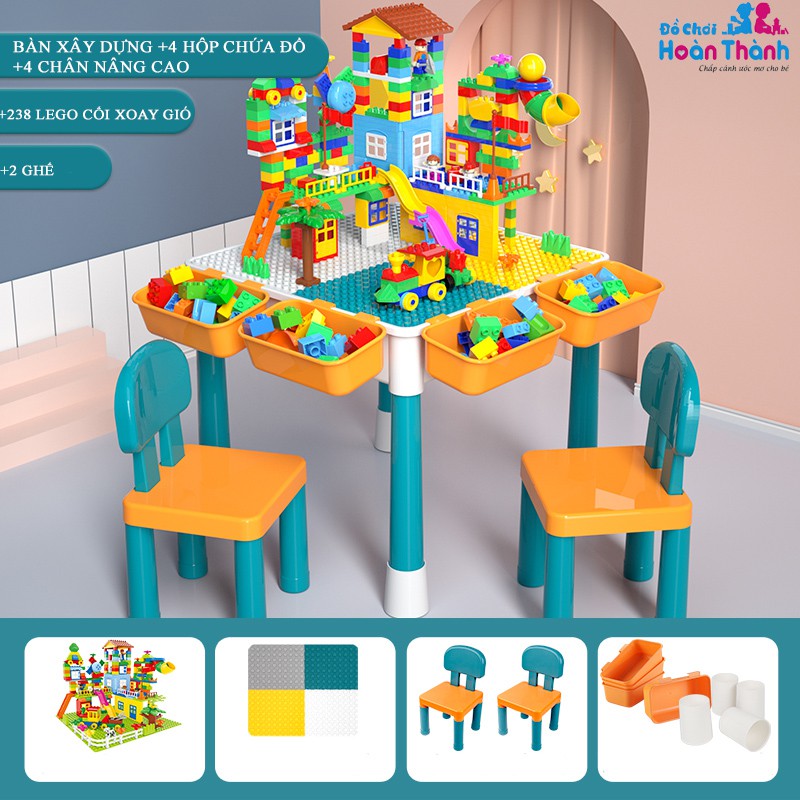 BÀN XÂY DỰNG +4 HỘP CHỨA ĐỒ
+4 CHÂN NÂNG CAO
+238 LEGO CỐI XOAY GIÓ
+2 GHẾ
Đồ Chơi
Hoàn Thành
Chắp cánh ước mơ cho bé